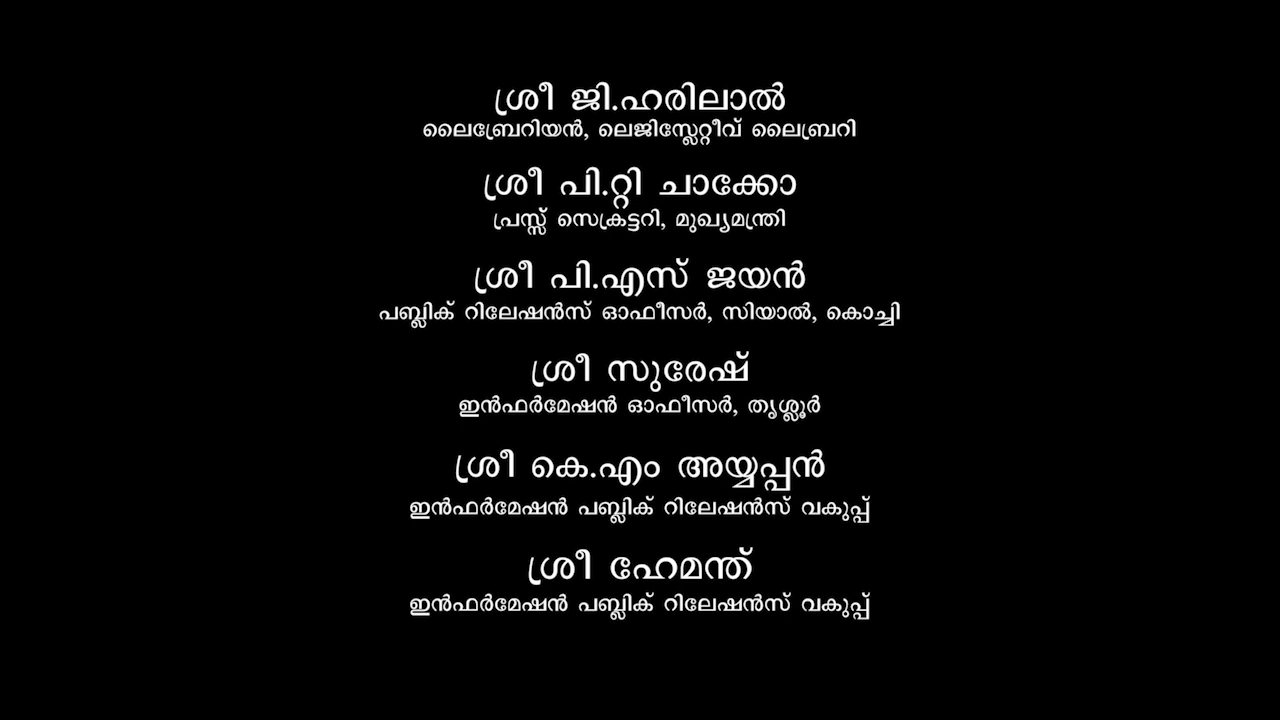 ശ്രീ ജി.ഹരിലാൽ
ലൈബ്രേറിയൻ, ലെജിസ്ലേറ്റീവ് ലൈബ്രറി
ശ്രീ പി.റ്റി ചാക്കോ
പ്രസ്സ് സെക്രട്ടറി, മുഖ്യമന്ത്രി
ശ്രീ പി.എസ് ജയൻ
പബ്ലിക് റിലേഷൻസ് ഓഫീസർ, സിയാൽ, കൊച്ചി
ശ്രീ സുരേഷ്
ഇൻഫർമേഷൻ ഓഫീസർ, തൃശ്ലൂർ
ശ്രീ കെ.എം അയ്യപ്പൻ
ഇൻഫർമേഷൻ പബ്ലിക് റിലേഷൻസ് വകുപ്പ്
ശ്രീ ഹേമന്ത്
ഇൻഫർമേഷൻ പബ്ലിക് റിലേഷൻസ് വകുപ്പ്